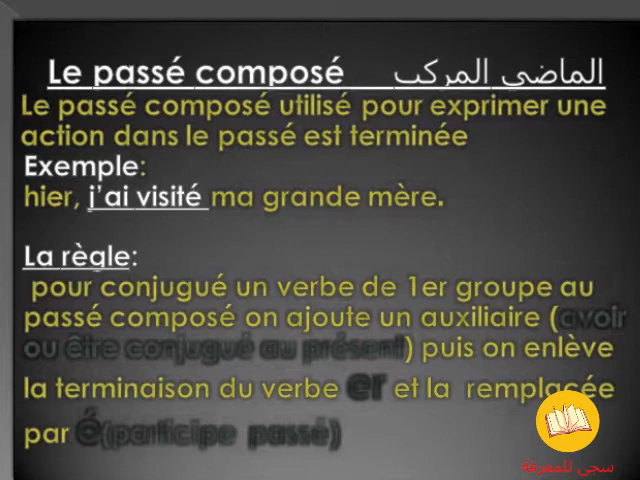 Le passé composé الماضي المركب
Le passé composé utilisé pour exprimer une
action dans le passé est terminée
Exemple:
hier, j'ai visité ma grande mère.
La règle:
pour conjugué un verbe de 1er groupe au
passé composé on ajoute un auxiliaire (avoir
ou être conjugué au présent) puis on enlève
la terminaison du verbe er et la remplacée
par é(participe passé)
سجى للمعرفة